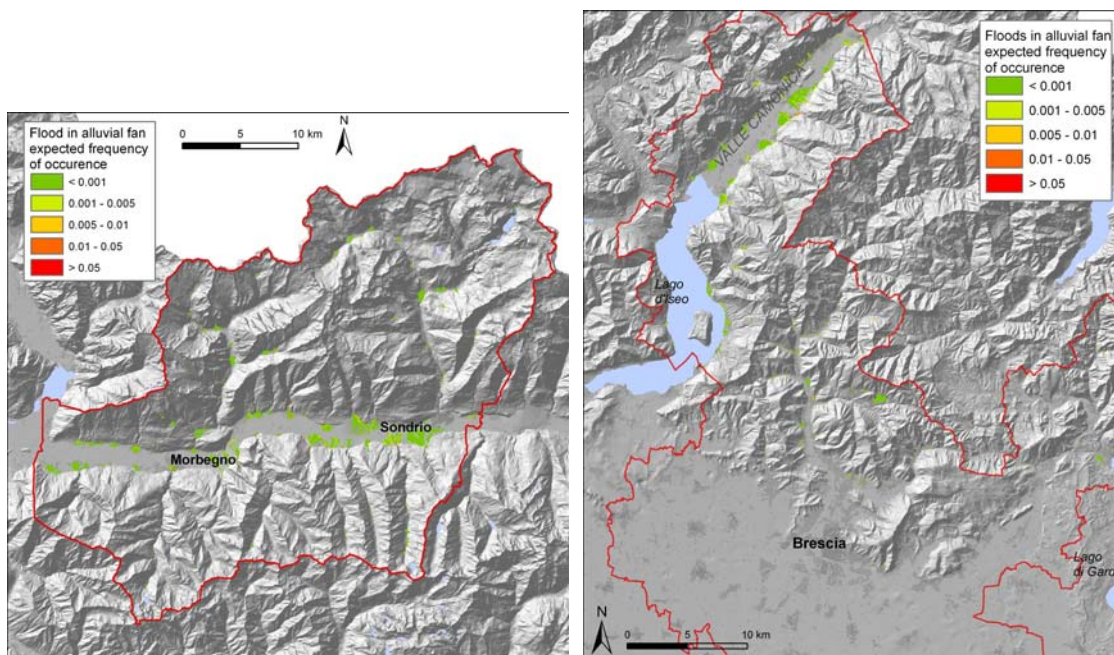 Flood in alluvial fan
expected frequency
of occurence
< 0.001
0.001 - 0.005
0.005 - 0.01
0.01 - 0.05
> 0.05
0 5 10 km
N
Sondrio
Morbegno
Floods in alluvial fan
expected frequency
of occurence
< 0.001
0.001 - 0.005
0.005 - 0.01
0.01 - 0.05
> 0.05
VALLE CAMONICA
Lago
d'Iseo
Brescia
Lago
di Gard
N
0 5 10 km